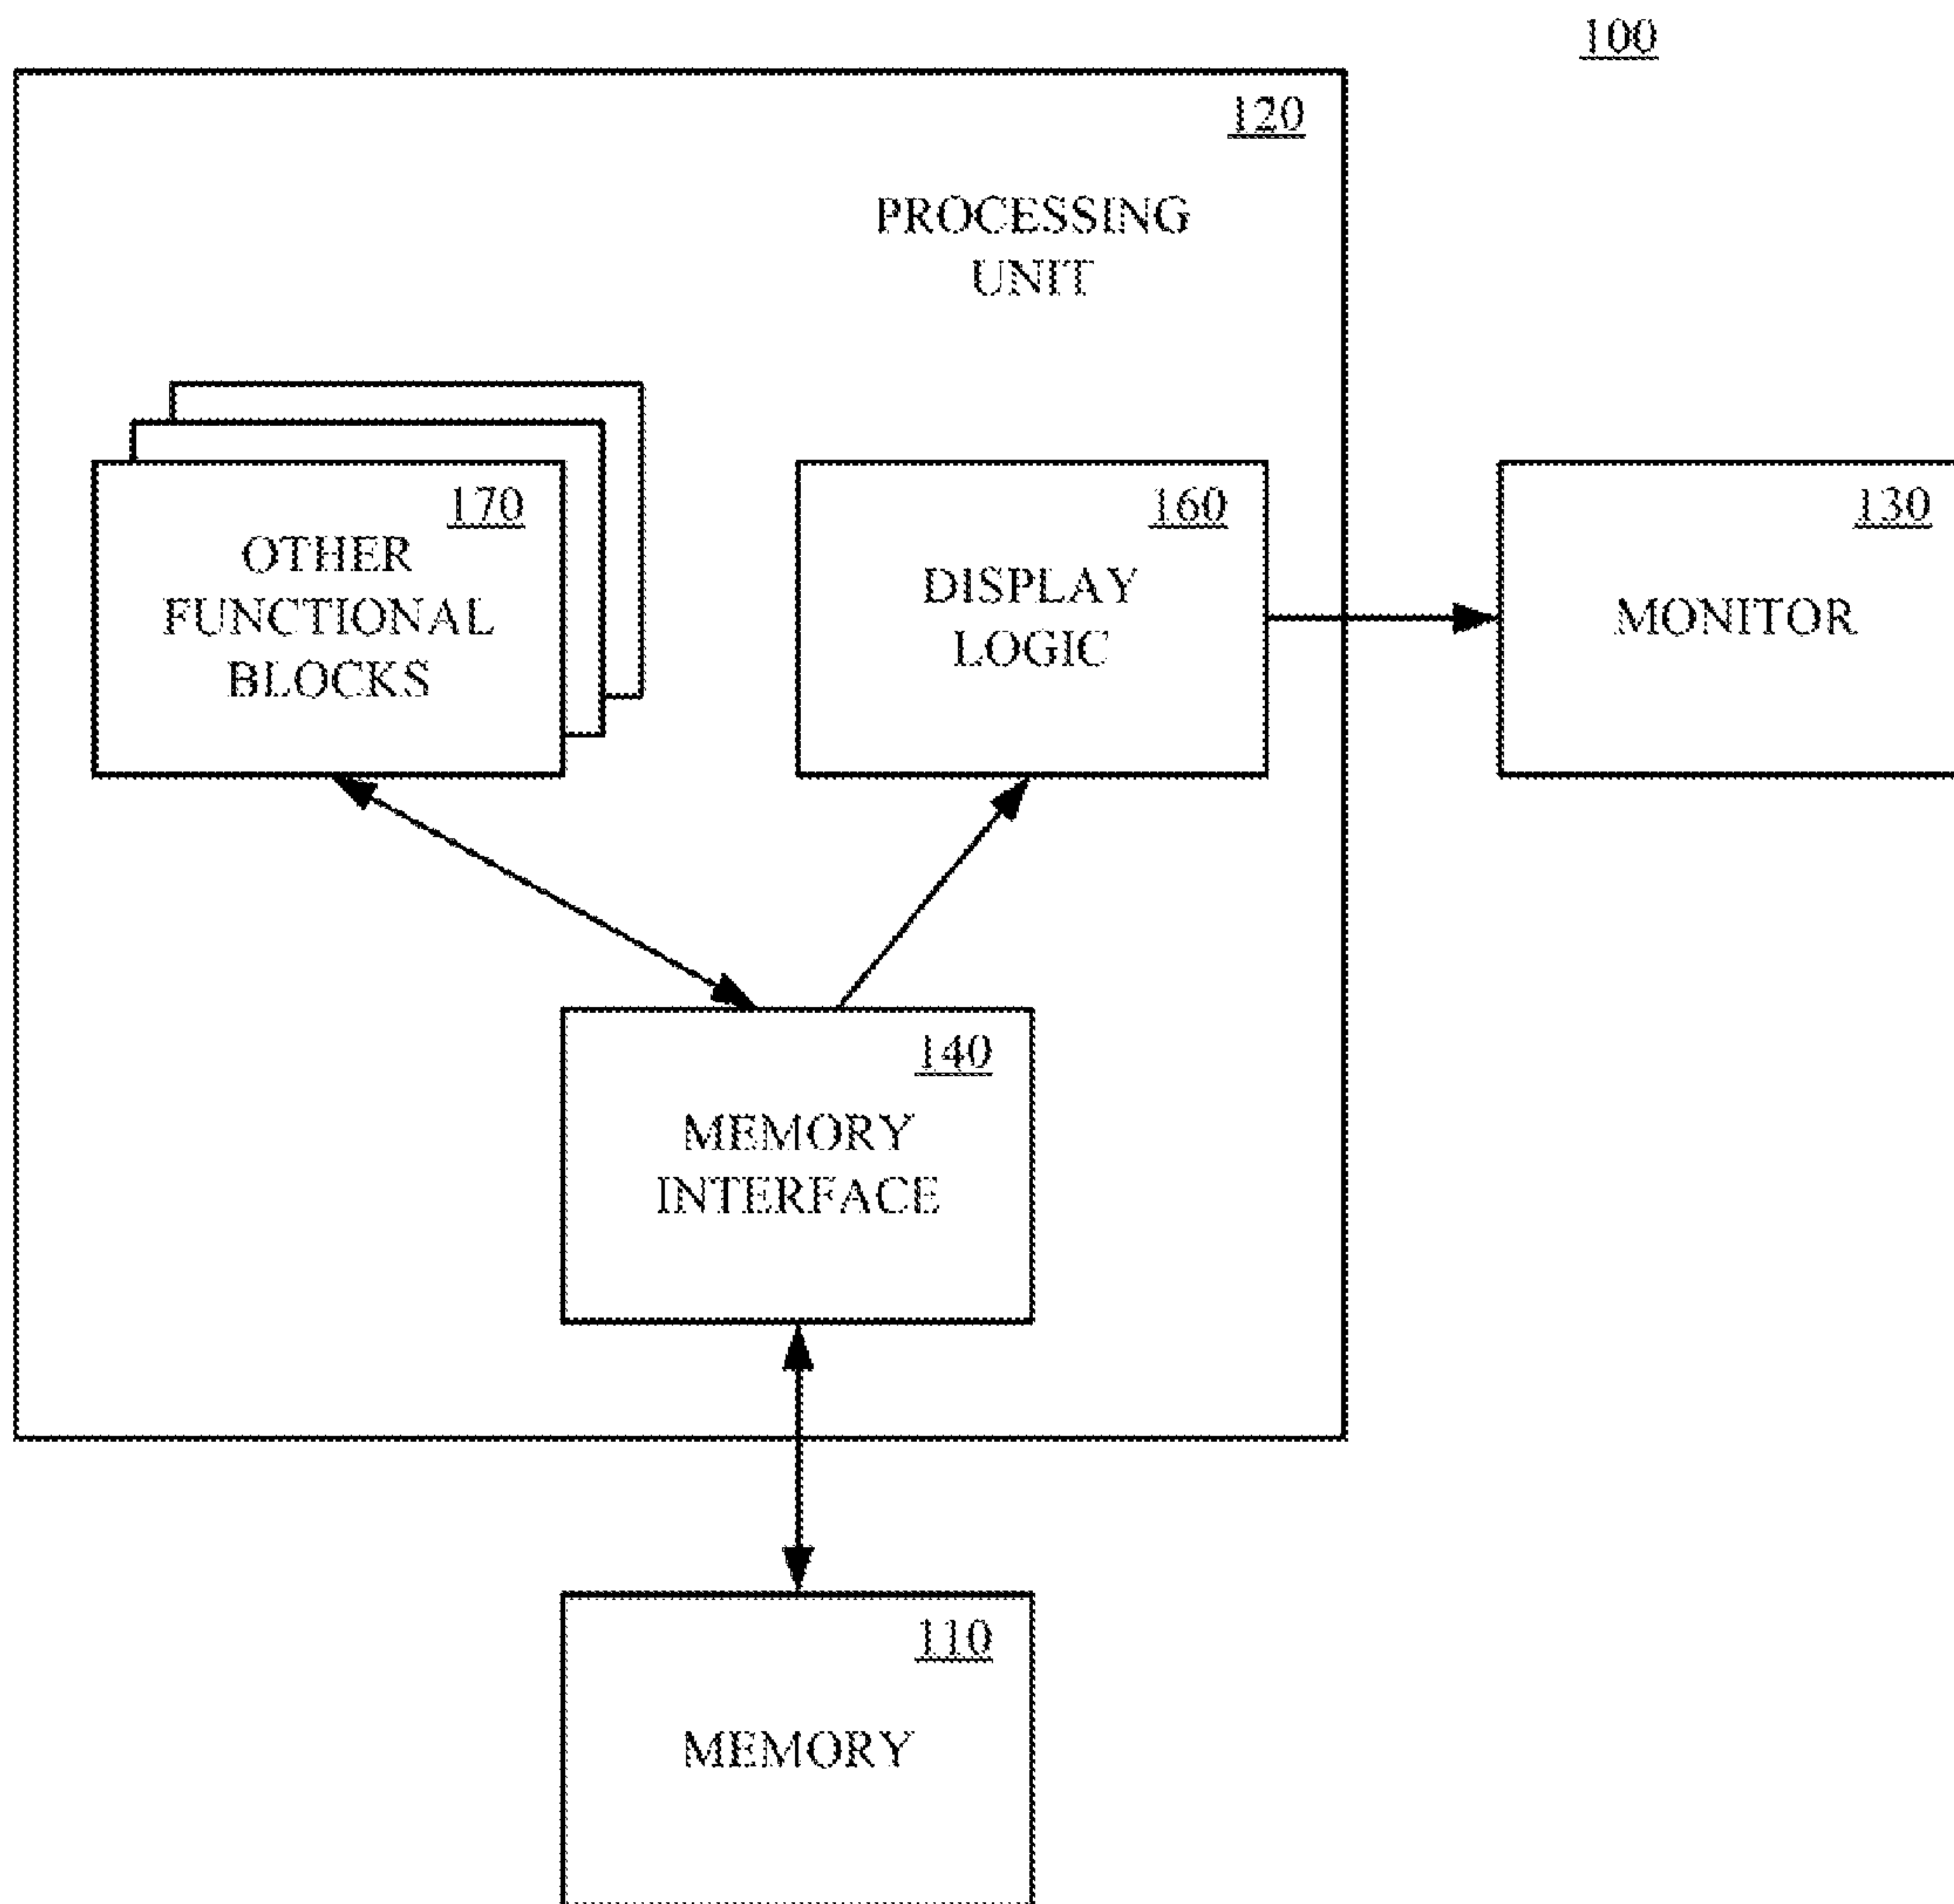 100
120
PROCESSING
UNIT
170
OTHER
FUNCTIONAL
BLOCKS
160
DISPLAY
LOGIC
130
MONITOR
140
MEMORY
INTERFACE
110
MEMORY